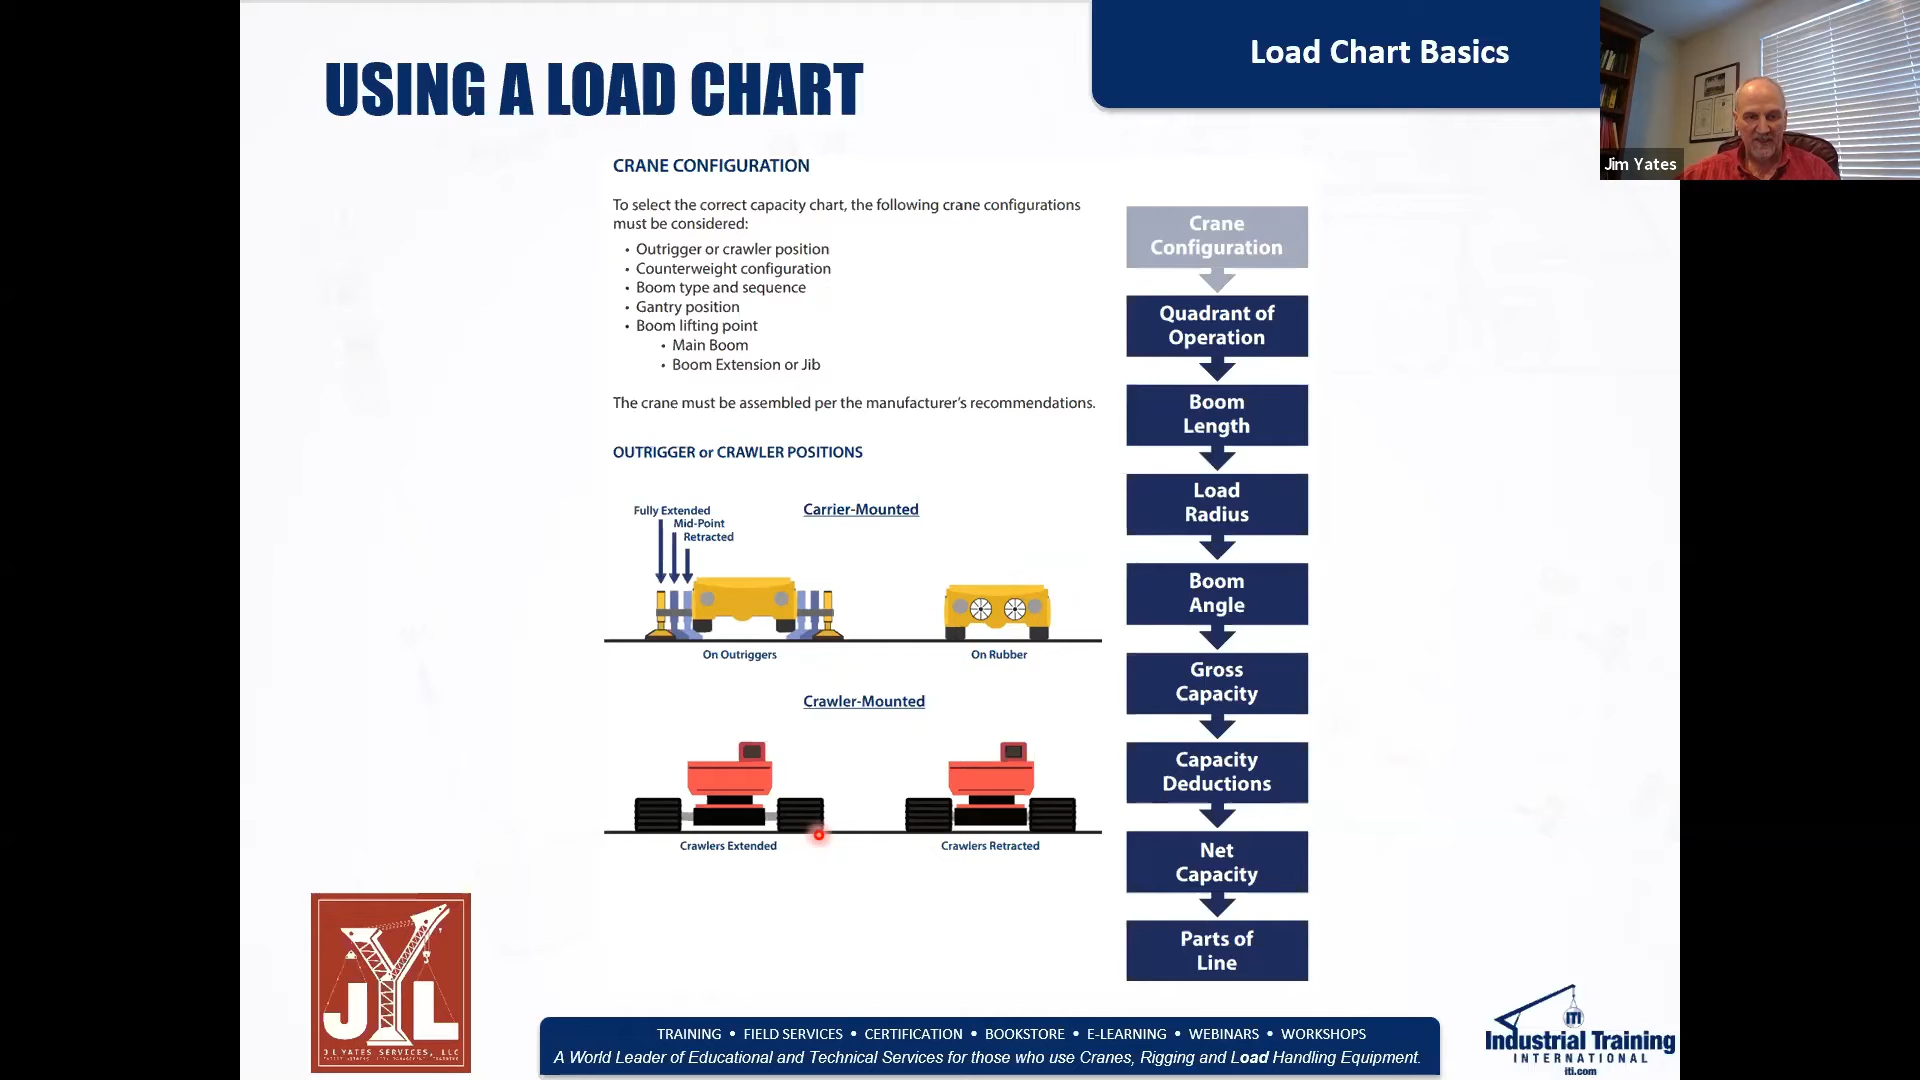 Load Chart Basics
USING A LOAD CHART
Jim Yates
CRANE CONFIGURATION
To select the correct capacity chart, the following crane configurations
must be considered:
• Outrigger or crawler position
• Counterweight configuration
• Boom type and sequence
• Gantry position
• Boom lifting point
• Main Boom
• Boom Extension or Jib
The crane must be assembled per the manufacturer's recommendations.
OUTRIGGER or CRAWLER POSITIONS
Carrier-Mounted
Fully Extended
Mid-Point
Retracted
On Outriggers
On Rubber
Crawler-Mounted
Crawlers Extended
Crawlers Retracted
Crane
Configuration
Quadrant of
Operation
Boom
Length
Load
Radius
Boom
Angle
Gross
Capacity
Capacity
Deductions
Net
Capacity
Parts of
Line
JYL
J L YATES SERVICES, LLC
TRAINING • FIELD SERVICES • CERTIFICATION • BOOKSTORE • E-LEARNING • WEBINARS • WORKSHOPS
A World Leader of Educational and Technical Services for those who use Cranes, Rigging and Load Handling Equipment.
ITI
Industrial Training
INTERNATIONAL
iti.com